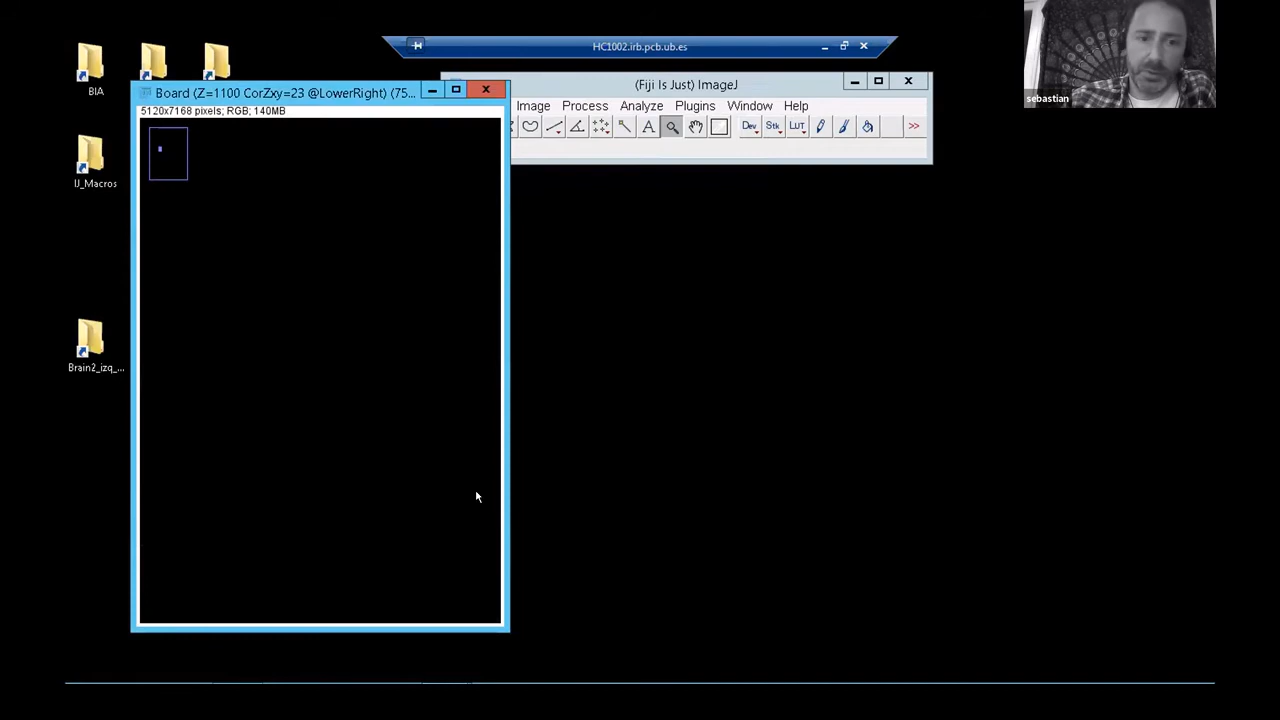 HC1002.irb.pcb.ub.es
sebastian
BIA
IJ_Macros
Brain2_izq_...
Board (Z=1100 CorZxy=23 @LowerRight) (75...
5120x7168 pixels; RGB; 140MB
(Fiji Is Just) ImageJ
Image Process Analyze Plugins Window Help
A Dev Stk LUT >>